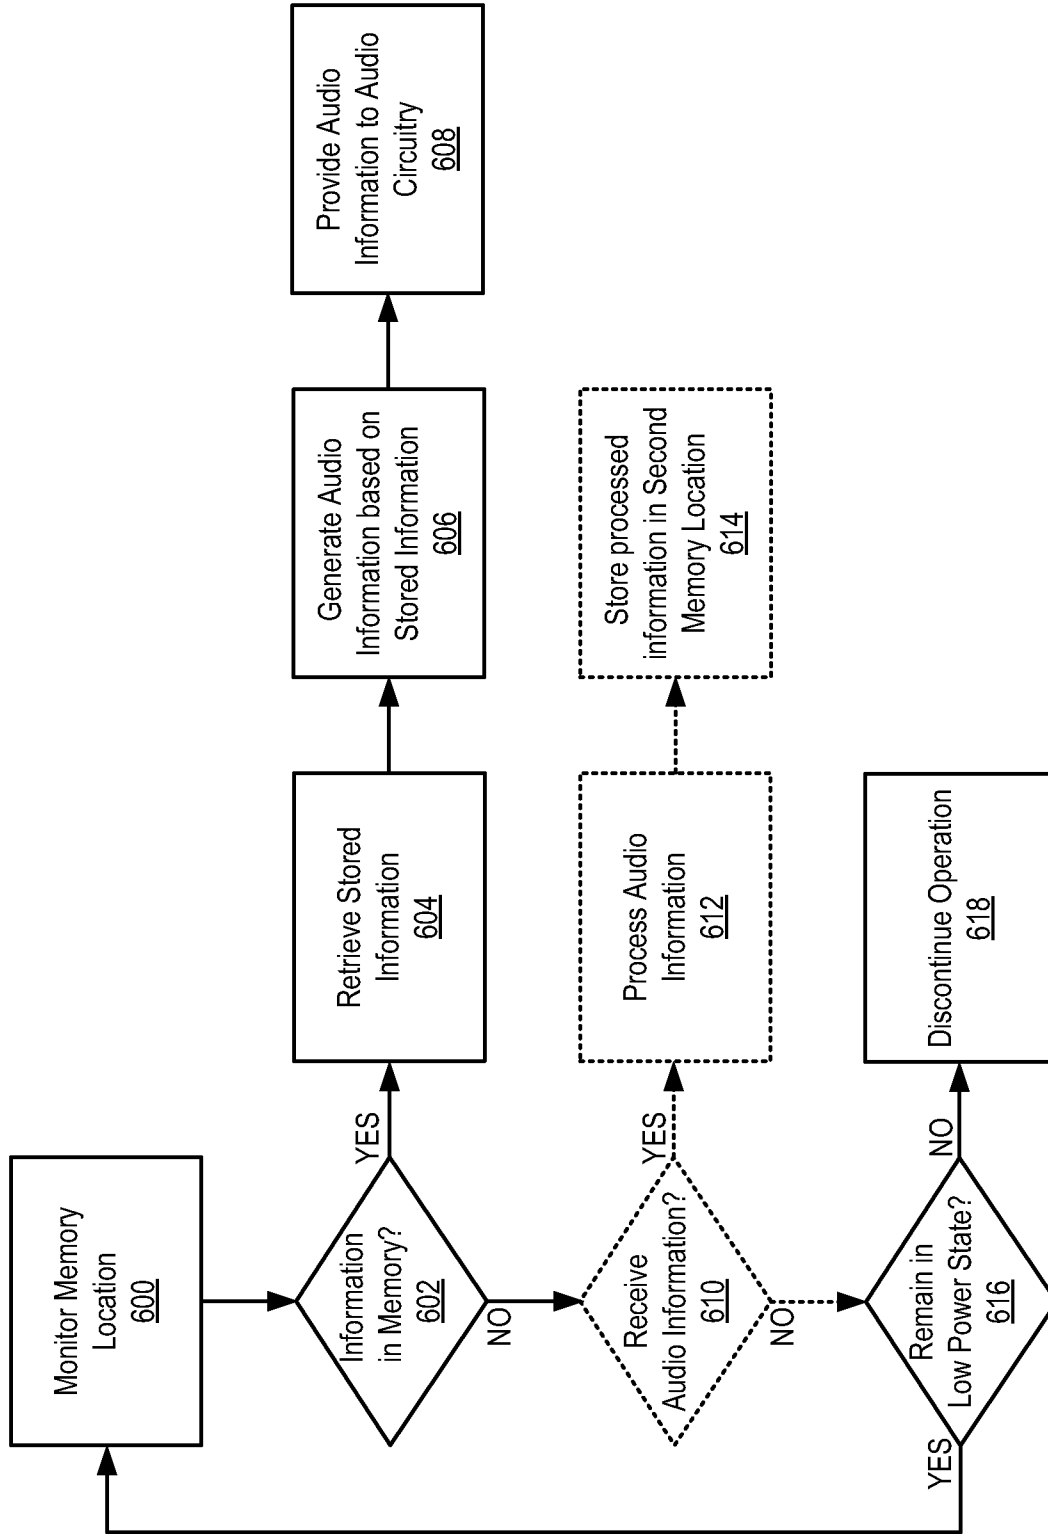 Monitor Memory
Location
600
Information
in Memory?
602
YES
NO
Retrieve Stored
Information
604
Generate Audio
Information based on
Stored Information
606
Provide Audio
Information to Audio
Circuitry
608
Receive
Audio Information?
610
YES
NO
Process Audio
Information
612
Store processed
information in Second
Memory Location
614
Remain in
Low Power State?
616
YES
NO
Discontinue Operation
618